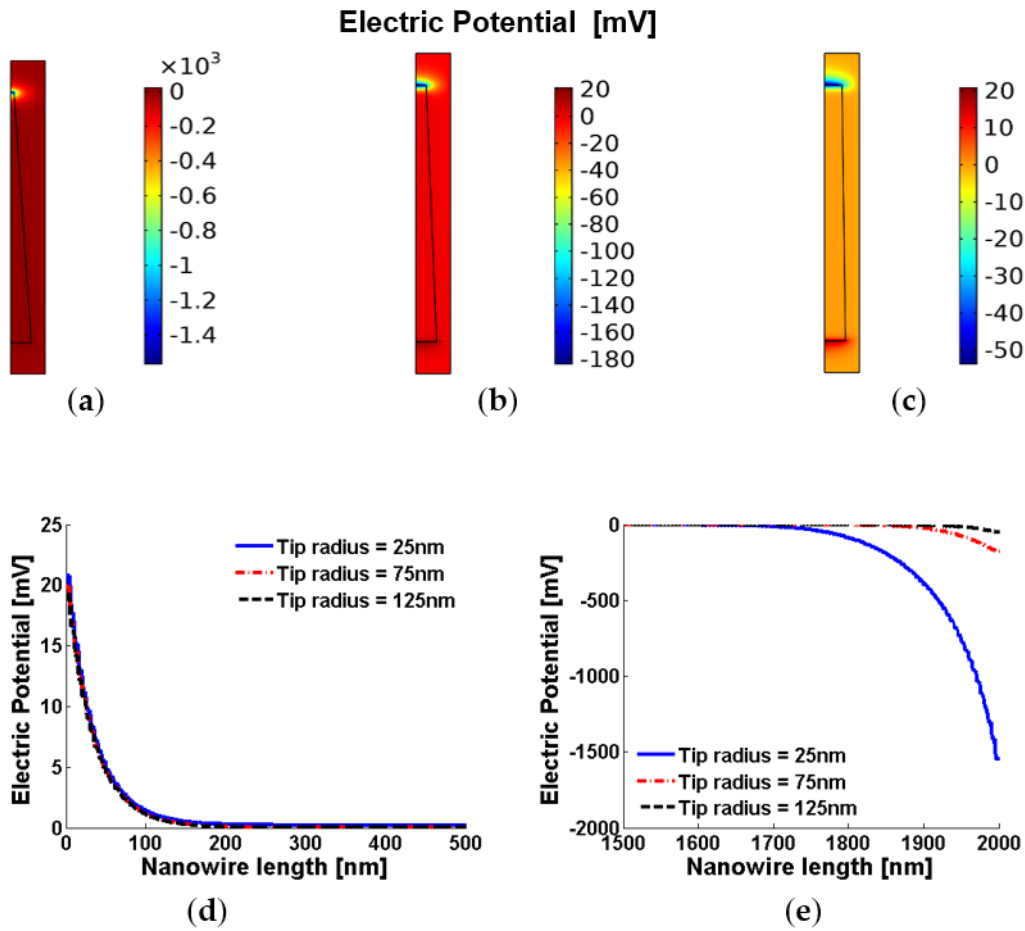 Electric Potential [mV]
×10³
0
-0.2
-0.4
-0.6
-0.8
-1
-1.2
-1.4
(a)
20
0
-20
-40
-60
-80
-100
-120
-140
-160
-180
(b)
20
10
0
-10
-20
-30
-40
-50
(c)
Electric Potential [mV]
25
20
15
10
5
0
Tip radius = 25nm
Tip radius = 75nm
Tip radius = 125nm
0 100 200 300 400 500
Nanowire length [nm]
(d)
Electric Potential [mV]
0
-500
-1000
-1500
-2000
Tip radius = 25nm
Tip radius = 75nm
Tip radius = 125nm
1500 1600 1700 1800 1900 2000
Nanowire length [nm]
(e)